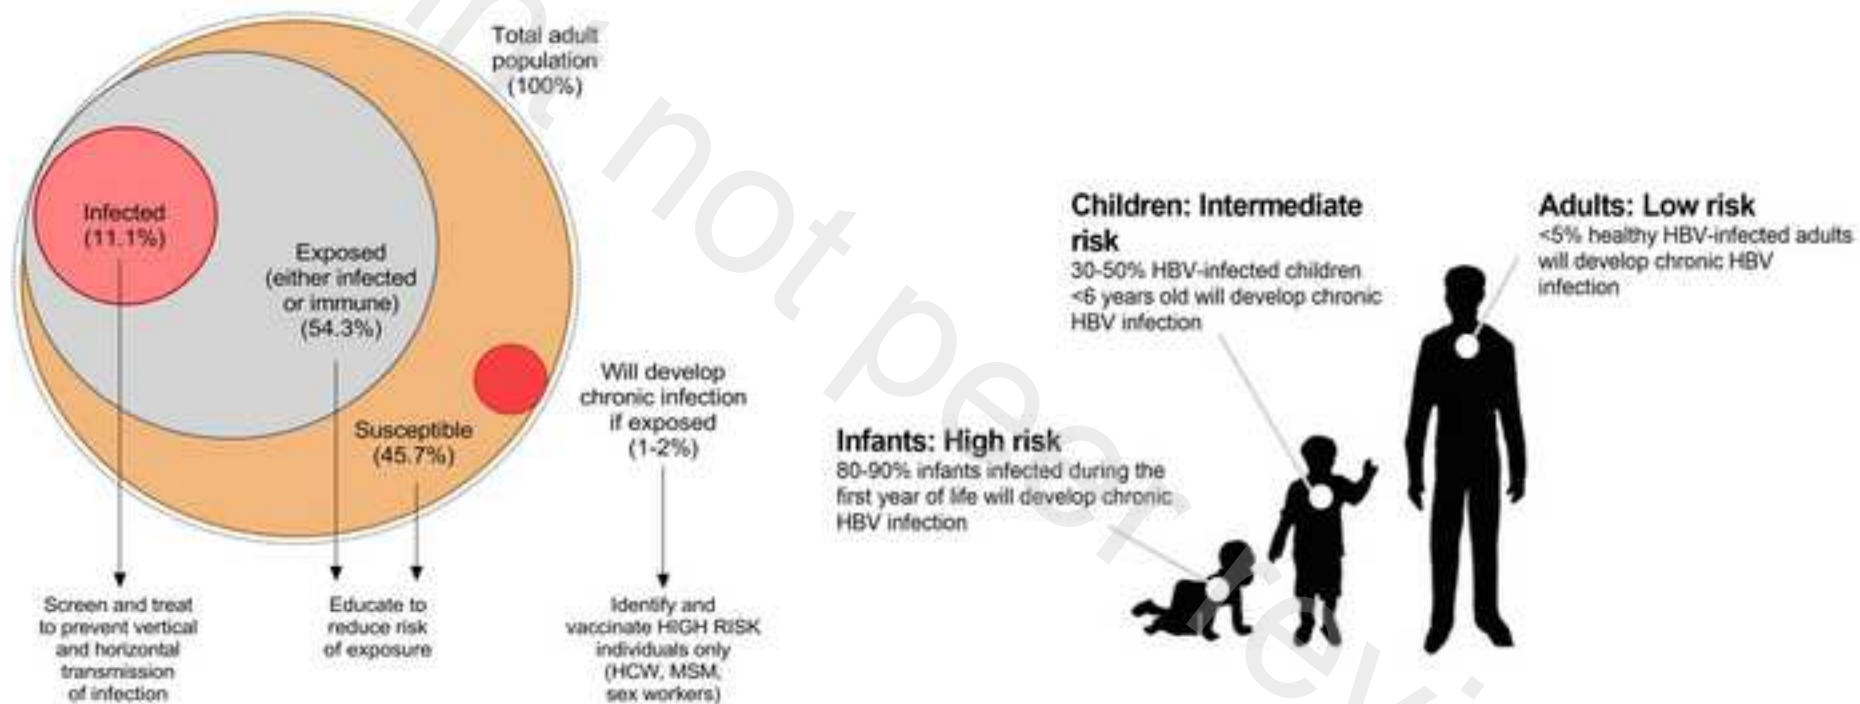 Total adult
population
(100%)
Infected
(11.1%)
Exposed
(either infected
or immune)
(54.3%)
Susceptible
(45.7%)
Will develop
chronic infection
if exposed
(1-2%)
Screen and treat
to prevent vertical
and horizontal
transmission
of infection
Educate to
reduce risk
of exposure
Identify and
vaccinate HIGH RISK
individuals only
(HCW, MSM,
sex workers)
Children: Intermediate
risk
30-50% HBV-infected children
<6 years old will develop chronic
HBV infection
Adults: Low risk
<5% healthy HBV-infected adults
will develop chronic HBV
infection
Infants: High risk
80-90% infants infected during the
first year of life will develop chronic
HBV infection
not peer